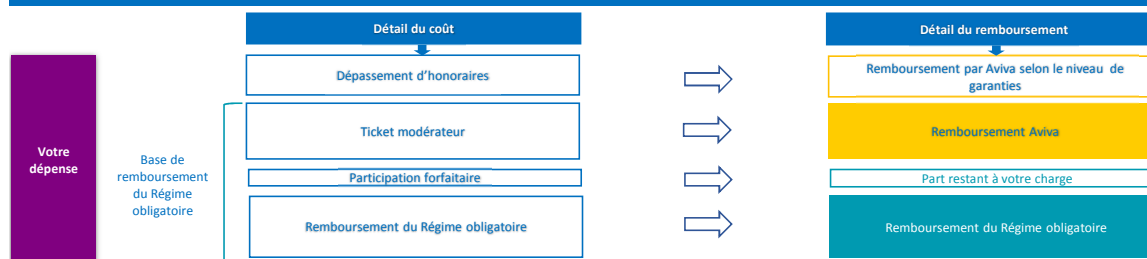 Détail du coût
Détail du remboursement
Dépassement d'honoraires
Remboursement par Aviva selon le niveau de
garanties
Votre
dépense
Base de
remboursement
du Régime
obligatoire
Ticket modérateur
Remboursement Aviva
Participation forfaitaire
Part restant à votre charge
Remboursement du Régime obligatoire
Remboursement du Régime obligatoire